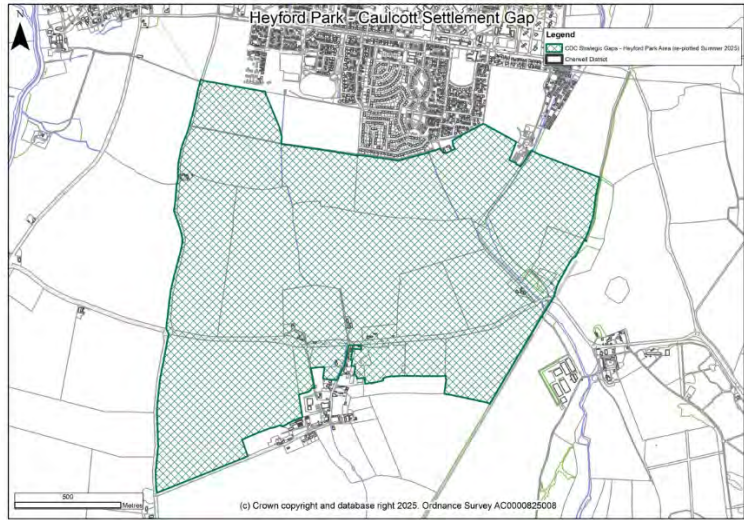 Heyford Park - Caulcott Settlement Gap
N
Legend
CDC Strategic Gaps - Heyford Park Area (re-plotted Summer 2025)
Cherwell District
500
Metres
(c) Crown copyright and database right 2025. Ordnance Survey AC0000825008